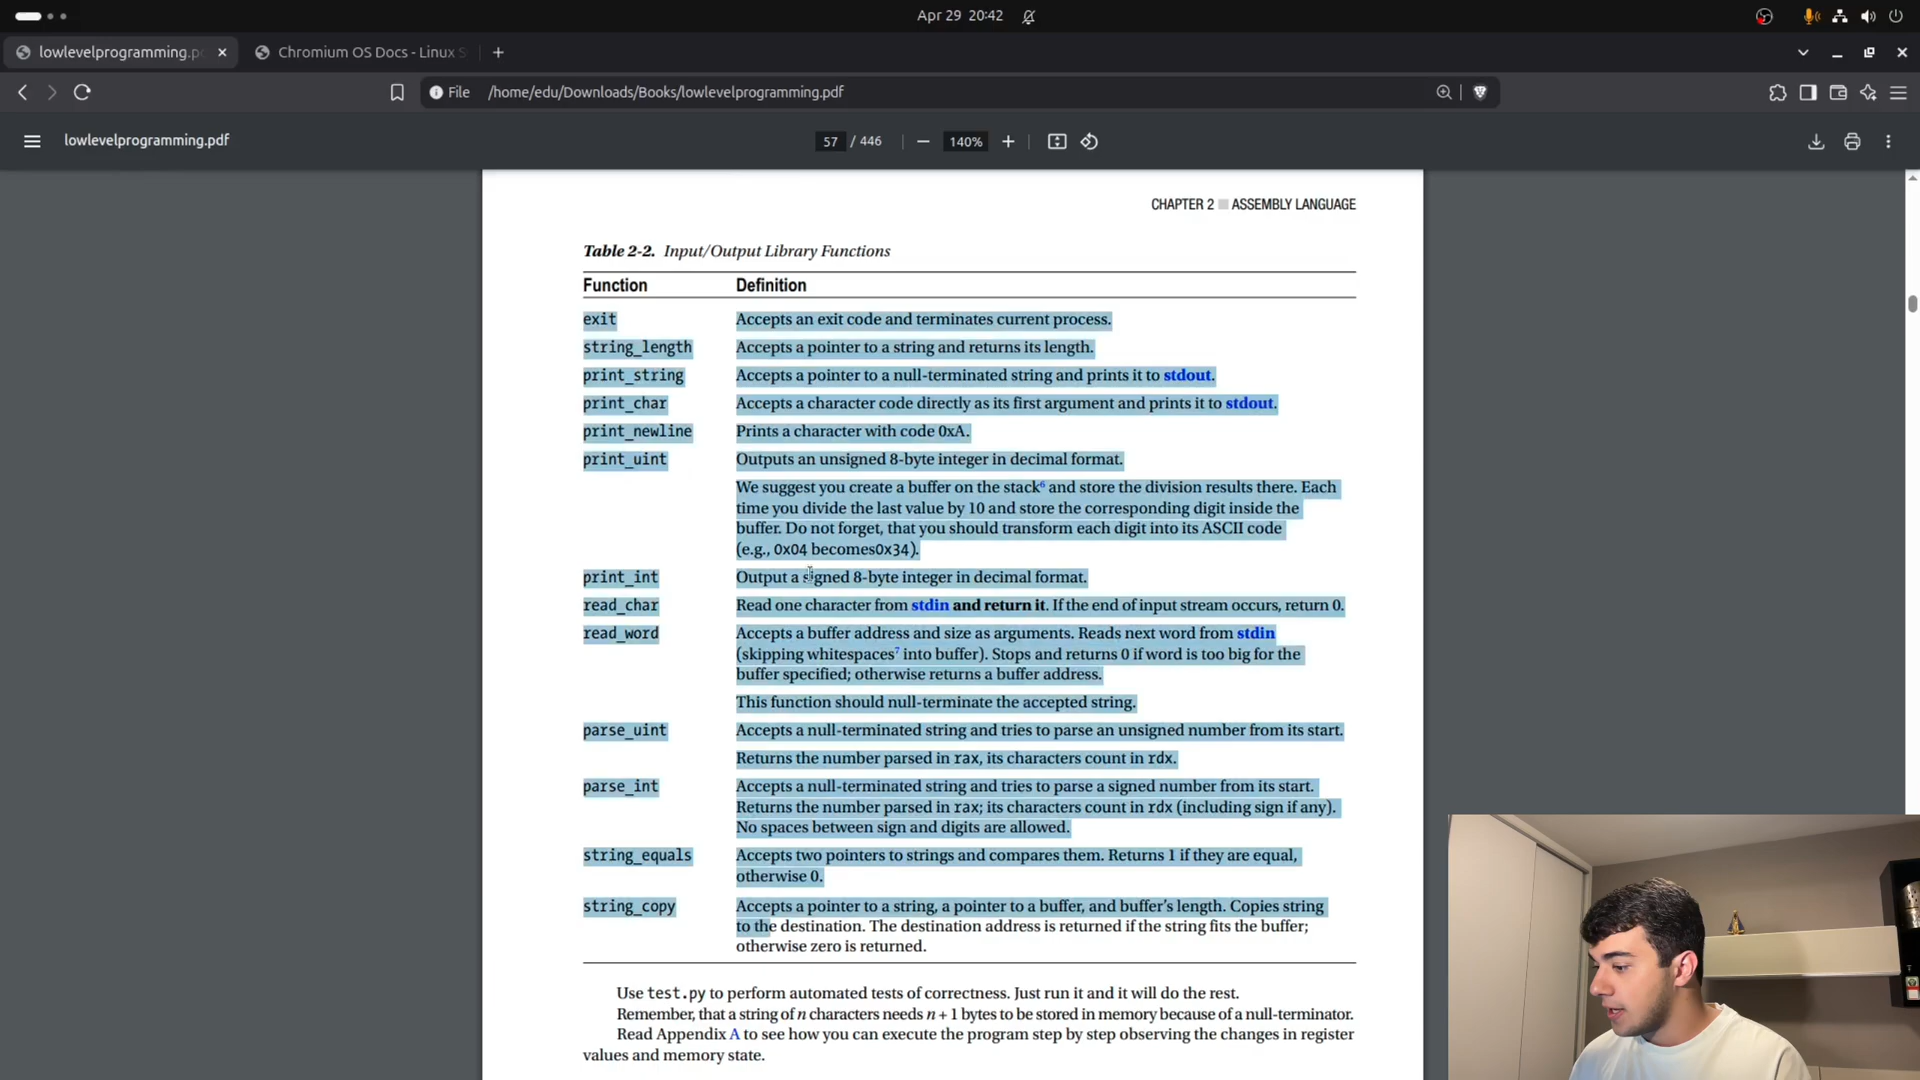 Apr 29 20:42
lowlevelprogramming.p
Chromium OS Docs - Linux S
File /home/edu/Downloads/Books/lowlevelprogramming.pdf
lowlevelprogramming.pdf
57 / 446
140%
CHAPTER 2 ■ ASSEMBLY LANGUAGE
Table 2-2. Input/Output Library Functions
Function Definition
exit Accepts an exit code and terminates current process.
string_length Accepts a pointer to a string and returns its length.
print_string Accepts a pointer to a null-terminated string and prints it to stdout.
print_char Accepts a character code directly as its first argument and prints it to stdout.
print_newline Prints a character with code 0xA.
print_uint Outputs an unsigned 8-byte integer in decimal format.
We suggest you create a buffer on the stack6 and store the division results there. Each
time you divide the last value by 10 and store the corresponding digit inside the
buffer. Do not forget, that you should transform each digit into its ASCII code
(e.g., 0x04 becomes0x34).
print_int Output a signed 8-byte integer in decimal format.
read_char Read one character from stdin and return it. If the end of input stream occurs, return 0.
read_word Accepts a buffer address and size as arguments. Reads next word from stdin
(skipping whitespaces7 into buffer). Stops and returns 0 if word is too big for the
buffer specified; otherwise returns a buffer address.
This function should null-terminate the accepted string.
parse_uint Accepts a null-terminated string and tries to parse an unsigned number from its start.
Returns the number parsed in rax, its characters count in rdx.
parse_int Accepts a null-terminated string and tries to parse a signed number from its start.
Returns the number parsed in rax; its characters count in rdx (including sign if any).
No spaces between sign and digits are allowed.
string_equals Accepts two pointers to strings and compares them. Returns 1 if they are equal,
otherwise 0.
string_copy Accepts a pointer to a string, a pointer to a buffer, and buffer's length. Copies string
to the destination. The destination address is returned if the string fits the buffer;
otherwise zero is returned.
Use test.py to perform automated tests of correctness. Just run it and it will do the rest.
Remember, that a string of n characters needs n + 1 bytes to be stored in memory because of a null-terminator.
Read Appendix A to see how you can execute the program step by step observing the changes in register
values and memory state.